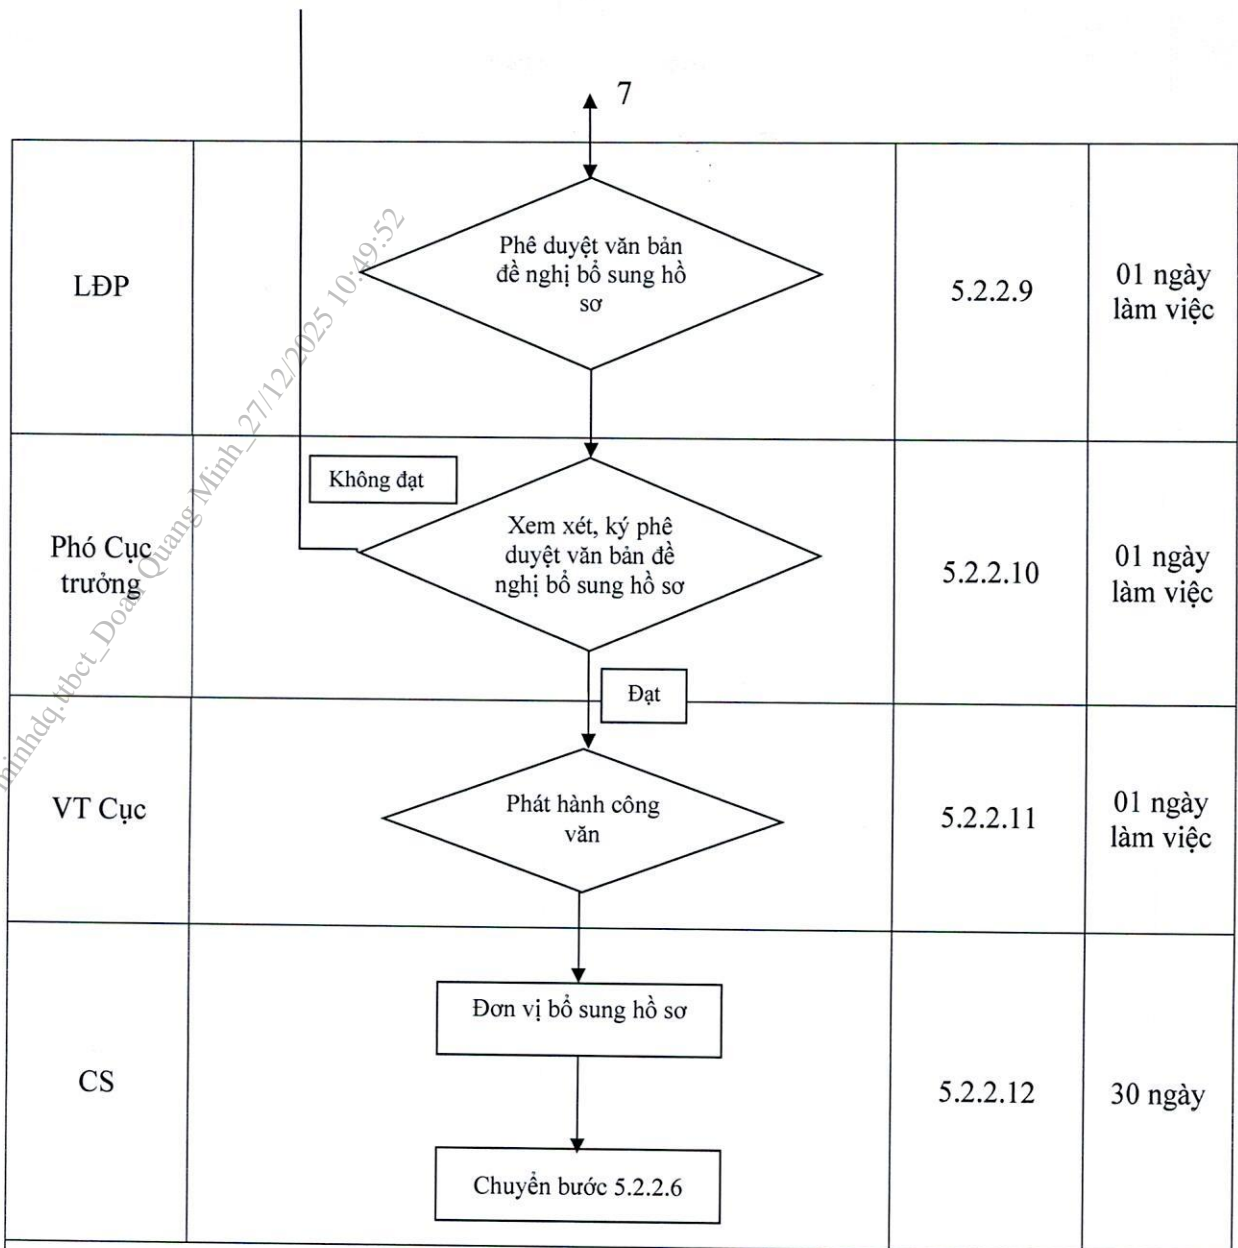 7
LĐP
Phê duyệt văn bản
đề nghị bổ sung hồ
sơ
5.2.2.9
01 ngày
làm việc
Không đạt
Phó Cục
trưởng
Xem xét, ký phê
duyệt văn bản đề
nghị bổ sung hồ sơ
5.2.2.10
01 ngày
làm việc
Đạt
VT Cục
Phát hành công
văn
5.2.2.11
01 ngày
làm việc
CS
Đơn vị bổ sung hồ sơ
5.2.2.12
30 ngày
Chuyển bước 5.2.2.6
minhdq.ttbct_Doan Quang Minh_27/12/2025 10:49:52